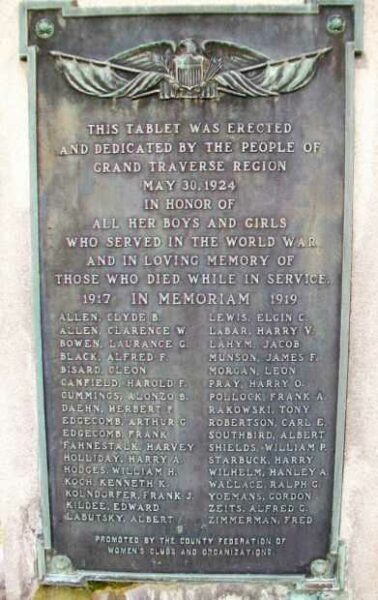 THIS TABLET WAS ERECTED
AND DEDICATED BY THE PEOPLE OF
GRAND TRAVERSE REGION
MAY 30, 1924
IN HONOR OF
ALL HER BOYS AND GIRLS
WHO SERVED IN THE WORLD WAR
AND IN LOVING MEMORY OF
THOSE WHO DIED WHILE IN SERVICE.
1917 IN MEMORIAM 1919
ALLEN, CLYDE B.
ALLEN, CLARENCE W.
BOWEN, LAURANCE G.
BLACK, ALFRED F.
BISARD, CLEON
CANFIELD, HAROLD F.
CUMMINGS, ALONZO B.
DAEHN, HERBERT P.
EDGECOMB, ARTHUR G.
EDGECOMB, FRANK
FAHNESTALK, HARVEY
HOLLIDAY, HARRY A.
HODGES, WILLIAM H.
KOCH, KENNETH K.
KOLNDORFER, FRANK J.
KILDEE, EDWARD
LABUTSKY, ALBERT
LEWIS, ELGIN C.
LABAR, HARRY V.
LAHYM, JACOB
MUNSON, JAMES F.
MORGAN, LEON
PRAY, HARRY O.
POLLOCK, FRANK A.
RAKOWSKI, TONY
ROBERTSON, CARL E.
SOUTHBIRD, ALBERT
SHIELDS, WILLIAM P.
STARBUCK, HARRY
WILHELM, HANLEY A.
WALLACE, RALPH G.
YOEMANS, GORDON
ZEITS, ALFRED G.
ZIMMERMAN, FRED
PROMOTED BY THE COUNTY FEDERATION OF
WOMEN'S CLUBS AND ORGANIZATIONS